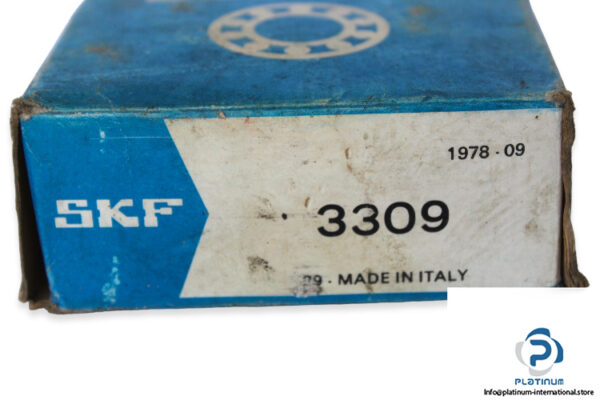 1978 - 09
SKF
3309
- MADE IN ITALY
PLATINUM
Info@platinum-international.store